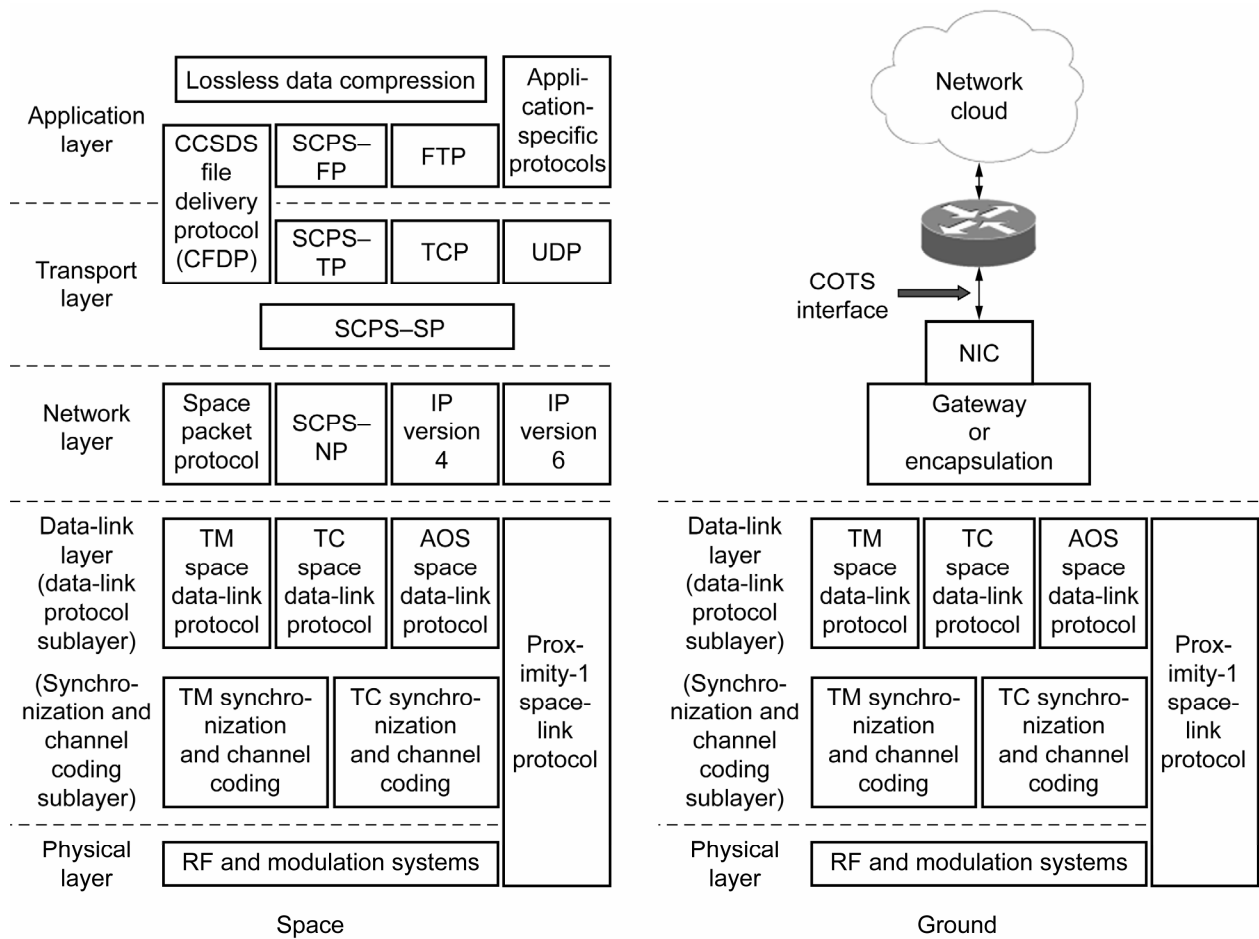 Application
layer
Lossless data compression
Appli-
cation-
specific
protocols
CCSDS
file
delivery
protocol
(CFDP)
SCPS–
FP
FTP
Transport
layer
SCPS–
TP
TCP
UDP
SCPS–SP
Network
layer
Space
packet
protocol
SCPS–
NP
IP
version
4
IP
version
6
Data-link
layer
(data-link
protocol
sublayer)
TM
space
data-link
protocol
TC
space
data-link
protocol
AOS
space
data-link
protocol
Prox-
imity-1
space-
link
protocol
(Synchro-
nization and
channel
coding
sublayer)
TM synchro-
nization
and channel
coding
TC synchro-
nization
and channel
coding
Physical
layer
RF and modulation systems
Space
Network
cloud
COTS
interface
NIC
Gateway
or
encapsulation
Data-link
layer
(data-link
protocol
sublayer)
TM
space
data-link
protocol
TC
space
data-link
protocol
AOS
space
data-link
protocol
Prox-
imity-1
space-
link
protocol
(Synchro-
nization and
channel
coding
sublayer)
TM synchro-
nization
and channel
coding
TC synchro-
nization
and channel
coding
Physical
layer
RF and modulation systems
Ground